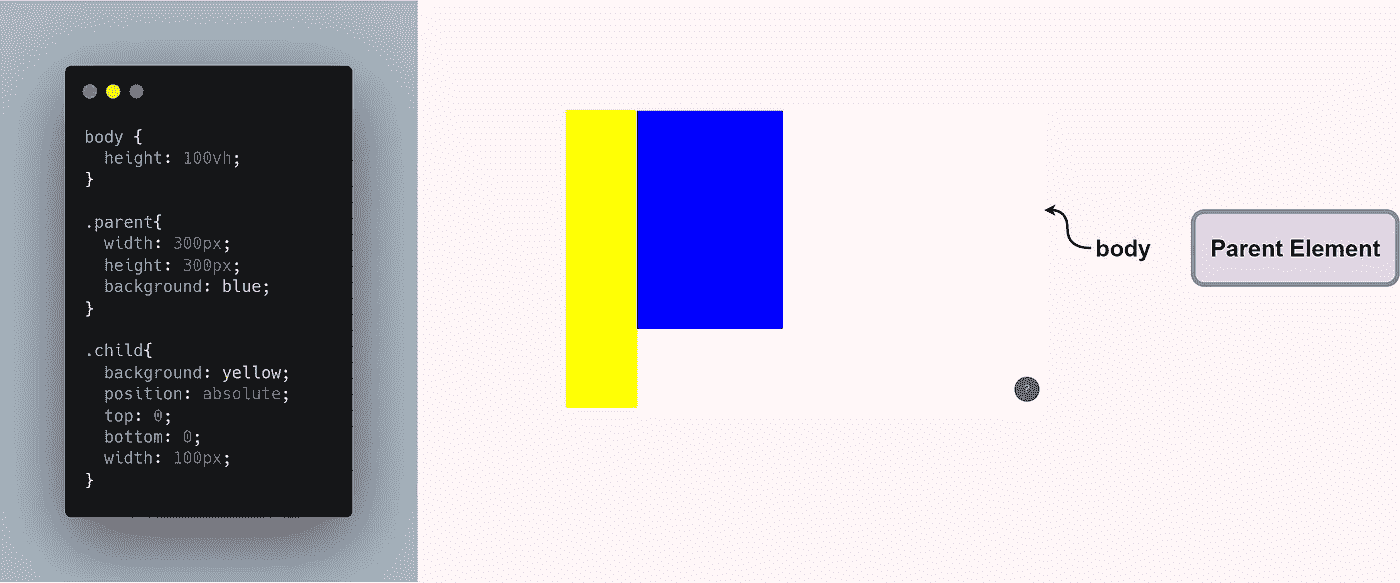 body {
  height: 100vh;
}

.parent{
  width: 300px;
  height: 300px;
  background: blue;
}

.child{
  background: yellow;
  position: absolute;
  top: 0;
  bottom: 0;
  width: 100px;
}
body
Parent Element